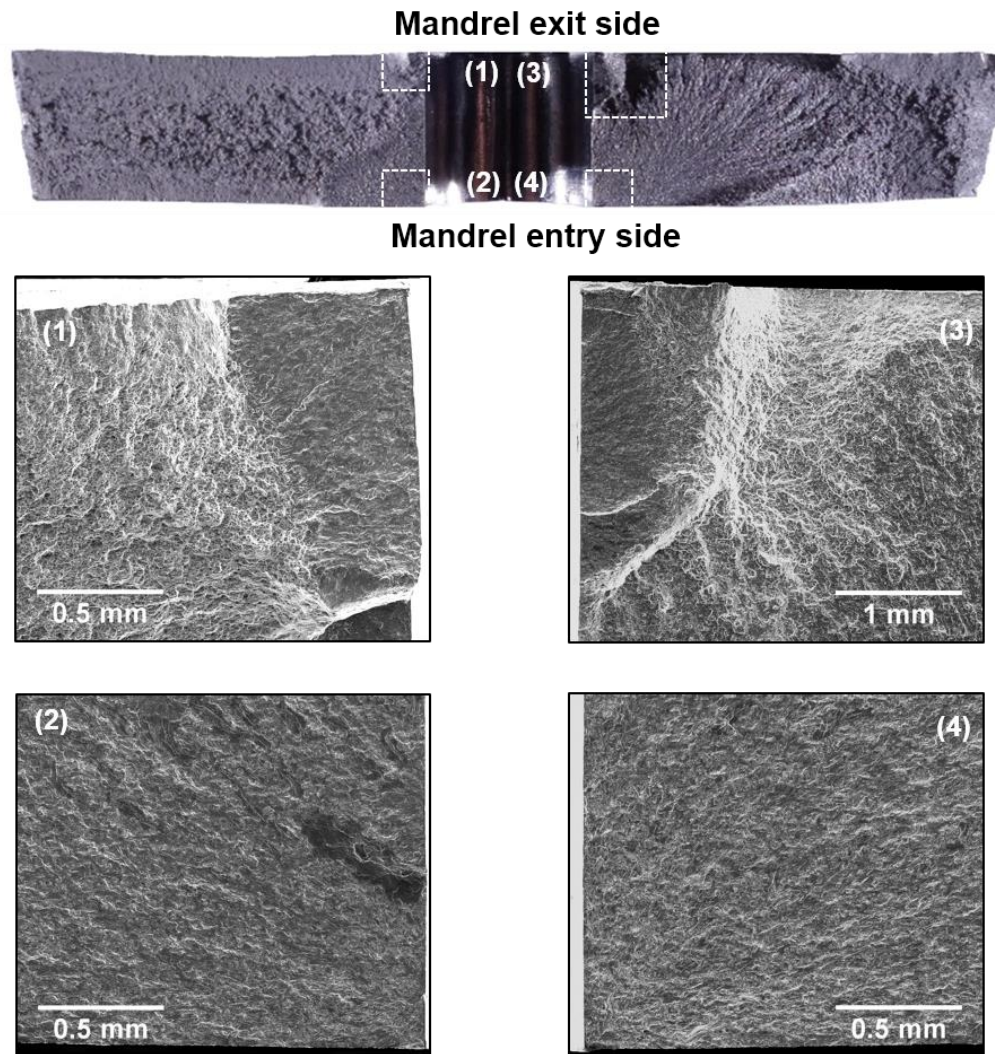 Mandrel exit side
(1) (3)
(2) (4)
Mandrel entry side
(1)
(3)
0.5 mm
1 mm
(2)
(4)
0.5 mm
0.5 mm